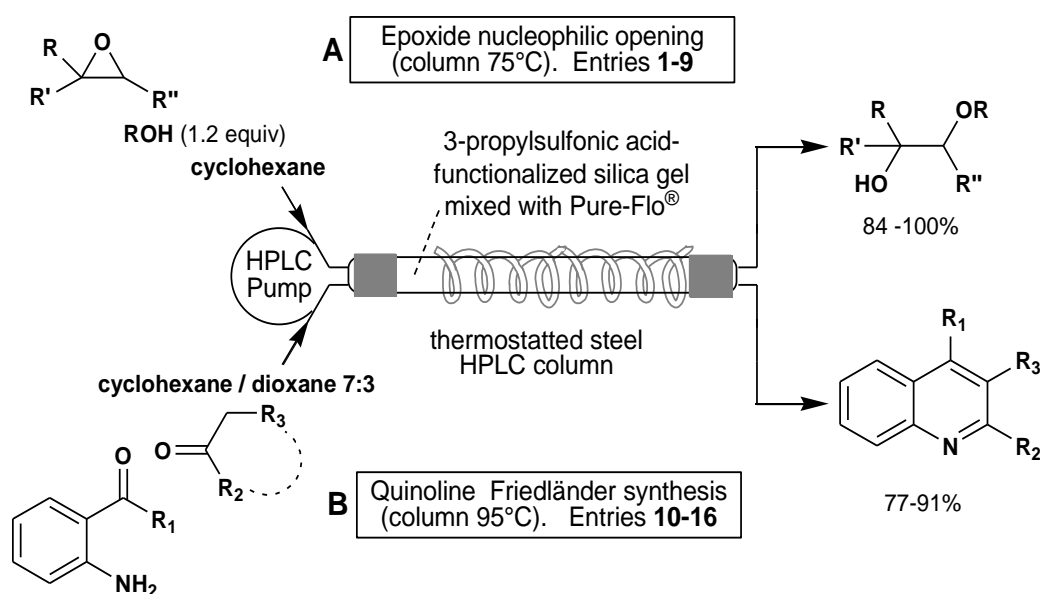 A
Epoxide nucleophilic opening
(column 75°C). Entries 1-9
R
O
R'
R"
ROH (1.2 equiv)
cyclohexane
3-propylsulfonic acid-
functionalized silica gel
mixed with Pure-Flo®
R
OR
R'
HO
R"
84 -100%
HPLC
Pump
thermostatted steel
HPLC column
cyclohexane / dioxane 7:3
R3
O
R2
O
R1
NH2
B
Quinoline Friedländer synthesis
(column 95°C). Entries 10-16
R1
R3
N
R2
77-91%